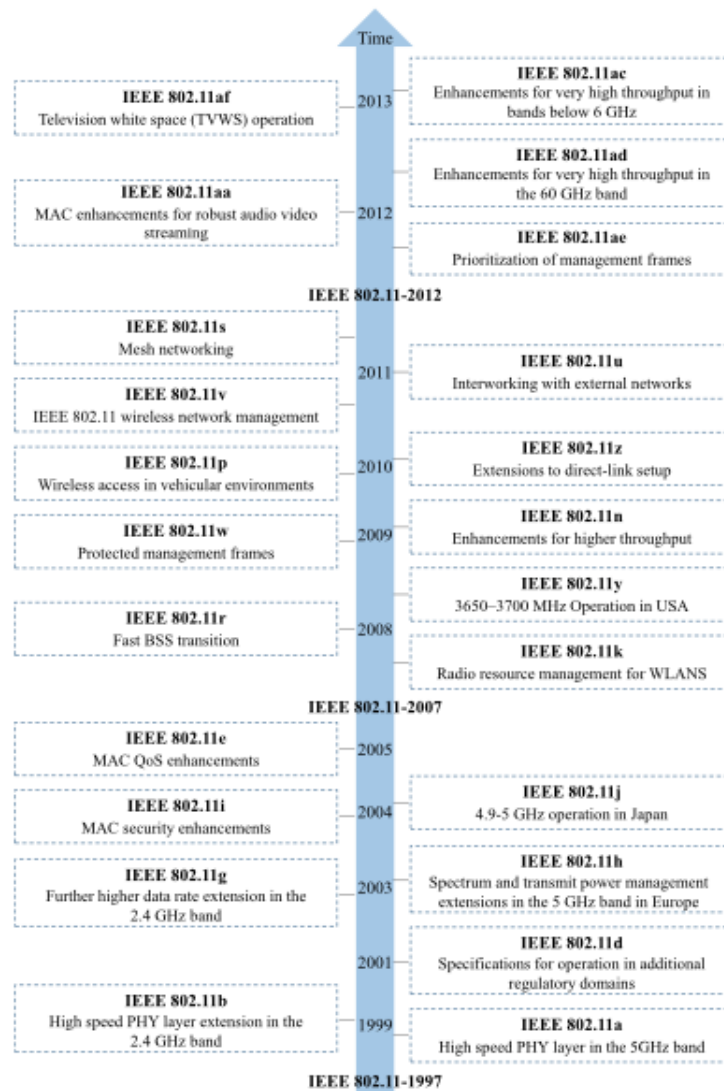 Time
IEEE 802.11ac
Enhancements for very high throughput in
bands below 6 GHz
IEEE 802.11af
Television white space (TVWS) operation
2013
IEEE 802.11ad
Enhancements for very high throughput in
the 60 GHz band
IEEE 802.11aa
MAC enhancements for robust audio video
streaming
2012
IEEE 802.11ae
Prioritization of management frames
IEEE 802.11-2012
IEEE 802.11s
Mesh networking
2011
IEEE 802.11u
Interworking with external networks
IEEE 802.11v
IEEE 802.11 wireless network management
IEEE 802.11p
Wireless access in vehicular environments
2010
IEEE 802.11z
Extensions to direct-link setup
IEEE 802.11w
Protected management frames
2009
IEEE 802.11n
Enhancements for higher throughput
IEEE 802.11y
3650–3700 MHz Operation in USA
IEEE 802.11r
Fast BSS transition
2008
IEEE 802.11k
Radio resource management for WLANS
IEEE 802.11-2007
IEEE 802.11e
MAC QoS enhancements
2005
IEEE 802.11i
MAC security enhancements
2004
IEEE 802.11j
4.9-5 GHz operation in Japan
IEEE 802.11g
Further higher data rate extension in the
2.4 GHz band
2003
IEEE 802.11h
Spectrum and transmit power management
extensions in the 5 GHz band in Europe
2001
IEEE 802.11d
Specifications for operation in additional
regulatory domains
IEEE 802.11b
High speed PHY layer extension in the
2.4 GHz band
1999
IEEE 802.11a
High speed PHY layer in the 5GHz band
IEEE 802.11-1997